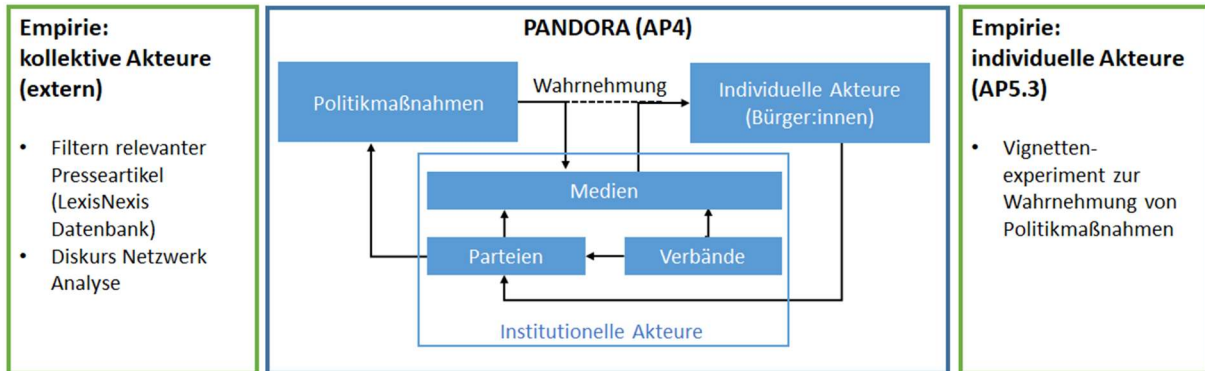 Empirie:
kollektive Akteure
(extern)
• Filtern relevanter
Presseartikel
(LexisNexis
Datenbank)
• Diskurs Netzwerk
Analyse
PANDORA (AP4)
Politikmaßnahmen
Wahrnehmung
Individuelle Akteure
(Bürger:innen)
Medien
Parteien
Verbände
Institutionelle Akteure
Empirie:
individuelle Akteure
(AP5.3)
• Vignetten-
experiment zur
Wahrnehmung von
Politikmaßnahmen